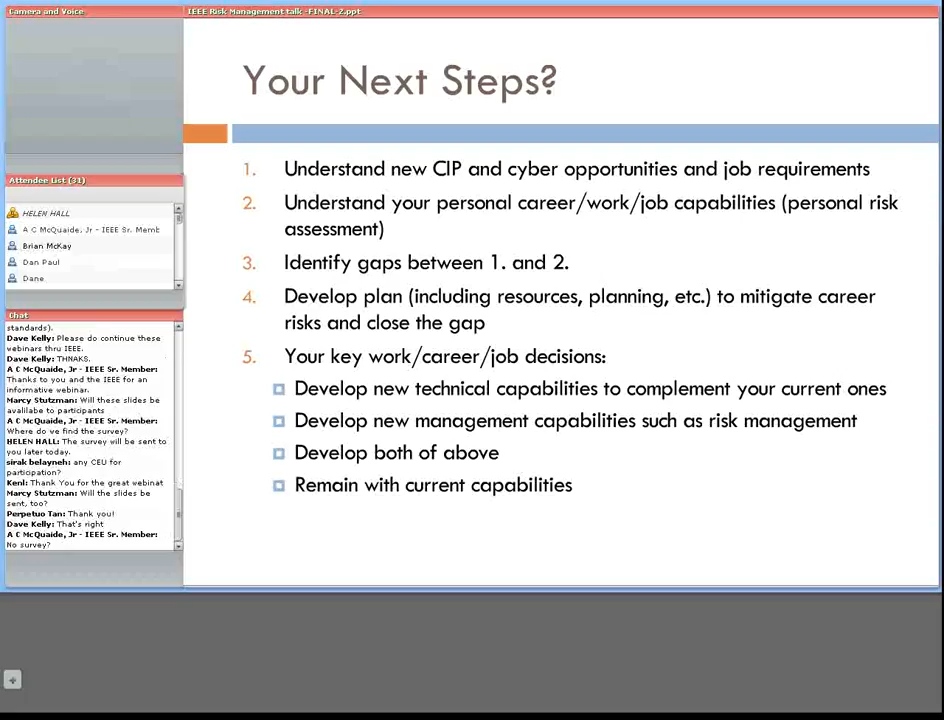 Camera and Voice
IEEE Risk Management talk -FINAL-2.ppt
Attendee List (31)
HELEN HALL
A C McQuaide, Jr - IEEE Sr. Memb
Brian McKay
Dan Paul
Dane
Chat
standards).
Dave Kelly: Please do continue these
webinars thru IEEE.
Dave Kelly: THNAKS.
A C McQuaide, Jr - IEEE Sr. Member:
Thanks to you and the IEEE for an
informative webinar.
Marcy Stutzman: Will these slides be
avalilabe to participants
A C McQuaide, Jr - IEEE Sr. Member:
Where do we find the survey?
HELEN HALL: The survey will be sent to
you later today.
sirak belayneh: any CEU for
participation?
Kenl: Thank You for the great webinat
Marcy Stutzman: Will the slides be
sent, too?
Perpetuo Tan: Thank you!
Dave Kelly: That's right
A C McQuaide, Jr - IEEE Sr. Member:
No survey?
Your Next Steps?
1. Understand new CIP and cyber opportunities and job requirements
2. Understand your personal career/work/job capabilities (personal risk
assessment)
3. Identify gaps between 1. and 2.
4. Develop plan (including resources, planning, etc.) to mitigate career
risks and close the gap
5. Your key work/career/job decisions:
Develop new technical capabilities to complement your current ones
Develop new management capabilities such as risk management
Develop both of above
Remain with current capabilities